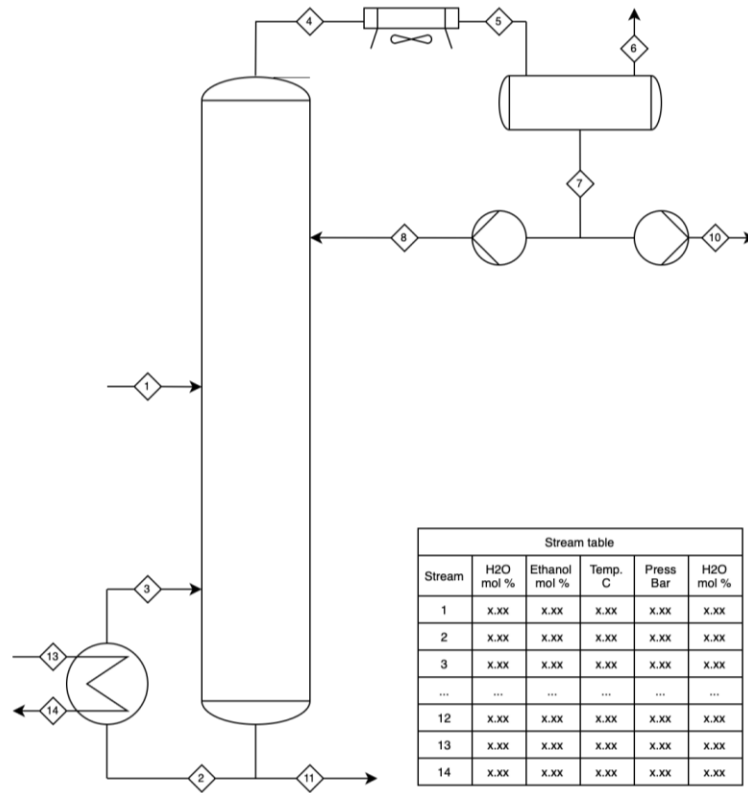 4
5
6
7
8
10
1
3
13
14
2
11
Stream table
Stream H2O mol % Ethanol mol % Temp. C Press Bar H2O mol %
1 x.xx x.xx x.xx x.xx x.xx
2 x.xx x.xx x.xx x.xx x.xx
3 x.xx x.xx x.xx x.xx x.xx
... ... ... ... ... ...
12 x.xx x.xx x.xx x.xx x.xx
13 x.xx x.xx x.xx x.xx x.xx
14 x.xx x.xx x.xx x.xx x.xx